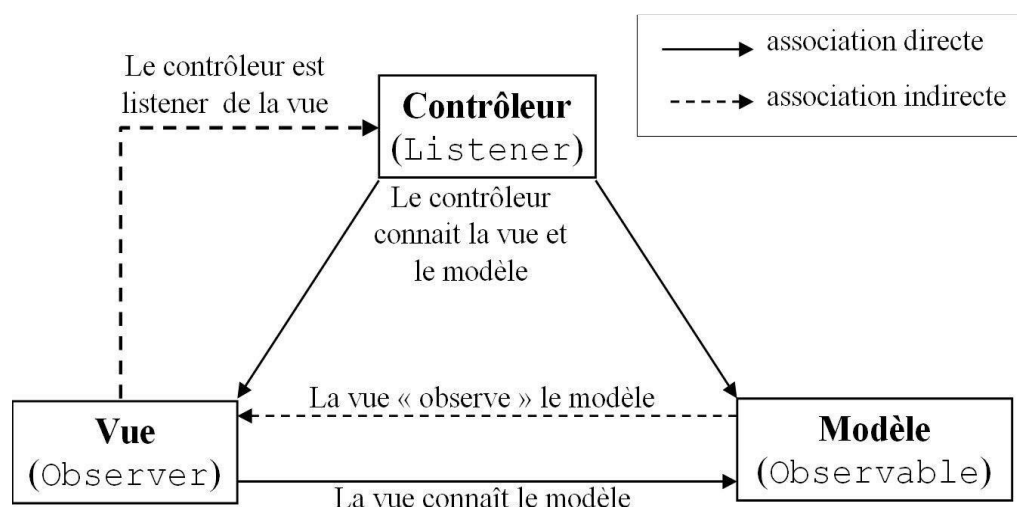 association directe
association indirecte
Le contrôleur est
listener de la vue
Contrôleur
(Listener)
Le contrôleur
connait la vue et
le modèle
La vue « observe » le modèle
Vue
(Observer)
Modèle
(Observable)
La vue connaît le modèle